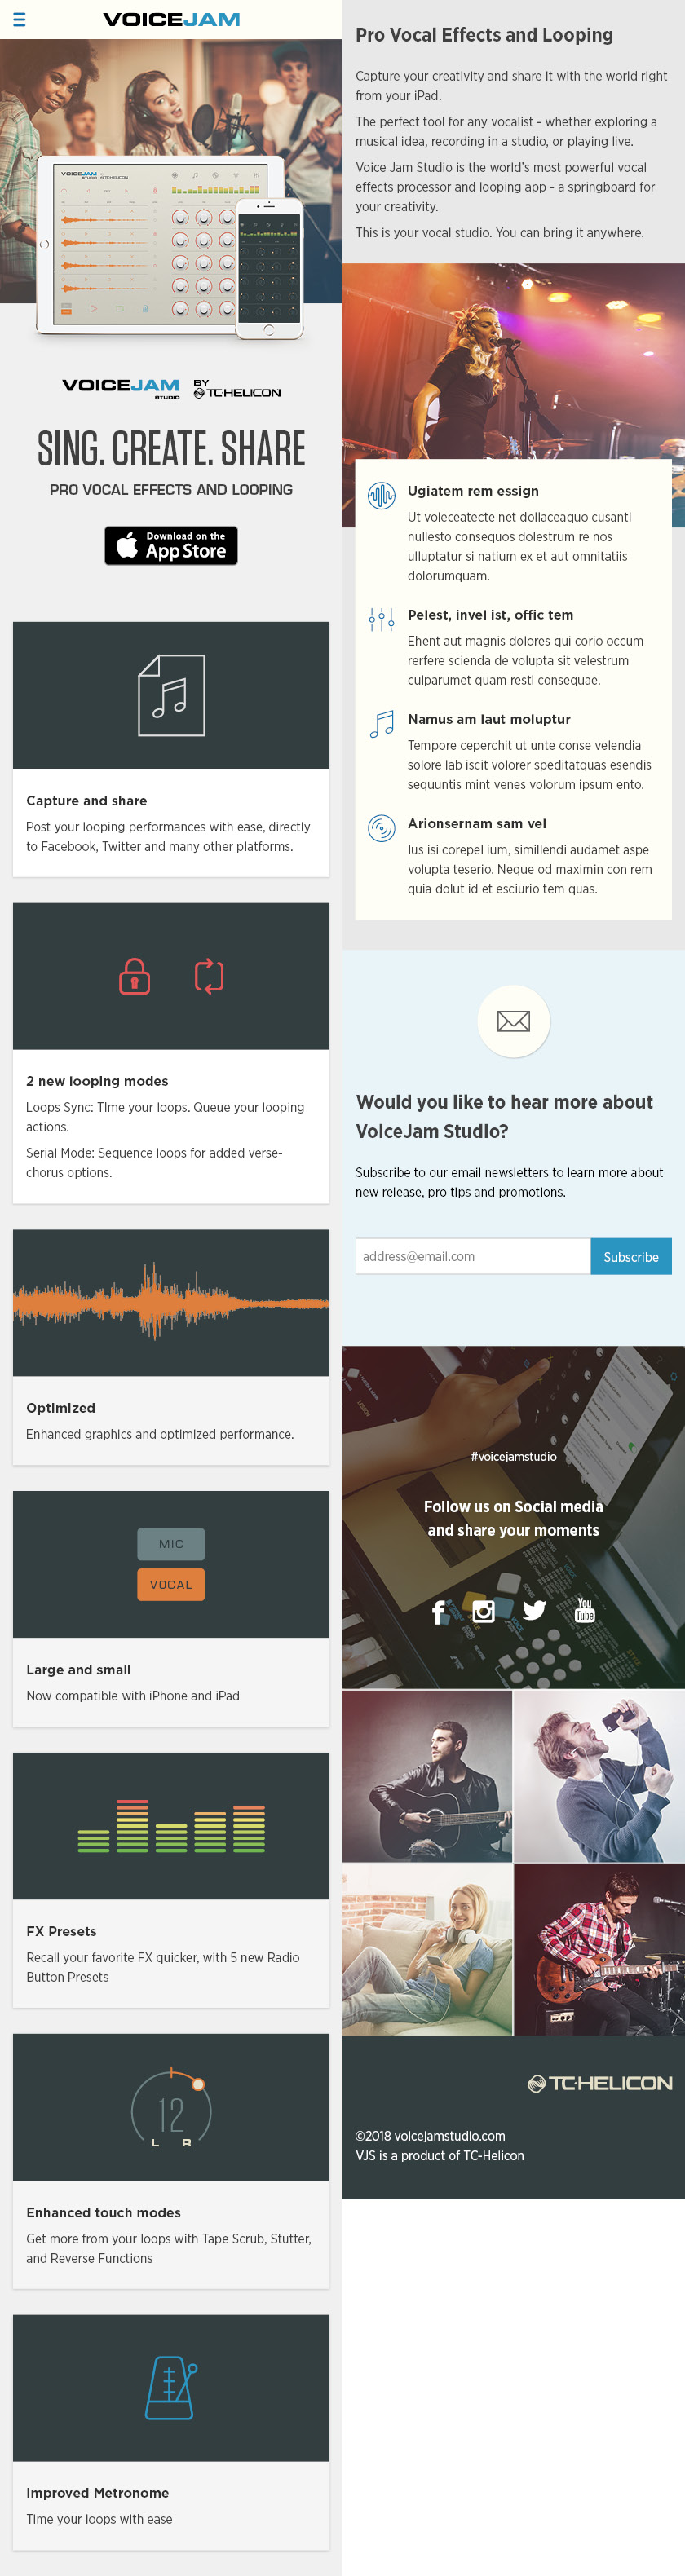 VOICEJAM
VOICEJAM
STUDIO
BY
TC·HELICON
VOICEJAM
STUDIO
BY
TC·HELICON
SING. CREATE. SHARE
PRO VOCAL EFFECTS AND LOOPING
Download on the
App Store
Capture and share
Post your looping performances with ease, directly
to Facebook, Twitter and many other platforms.
2 new looping modes
Loops Sync: TIme your loops. Queue your looping
actions.
Serial Mode: Sequence loops for added verse-
chorus options.
Optimized
Enhanced graphics and optimized performance.
MIC
VOCAL
Large and small
Now compatible with iPhone and iPad
FX Presets
Recall your favorite FX quicker, with 5 new Radio
Button Presets
12
L R
Enhanced touch modes
Get more from your loops with Tape Scrub, Stutter,
and Reverse Functions
Improved Metronome
Time your loops with ease
Pro Vocal Effects and Looping
Capture your creativity and share it with the world right
from your iPad.
The perfect tool for any vocalist - whether exploring a
musical idea, recording in a studio, or playing live.
Voice Jam Studio is the world's most powerful vocal
effects processor and looping app - a springboard for
your creativity.
This is your vocal studio. You can bring it anywhere.
Ugiatem rem essign
Ut voleceatecte net dollaceaquo cusanti
nullesto consequos dolestrum re nos
ulluptatur si natium ex et aut omnitatiis
dolorumquam.
Pelest, invel ist, offic tem
Ehent aut magnis dolores qui corio occum
rerfere scienda de volupta sit velestrum
culparumet quam resti consequae.
Namus am laut moluptur
Tempore ceperchit ut unte conse velendia
solore lab iscit volorer speditatquas esendis
sequuntis mint venes volorum ipsum ento.
Arionsernam sam vel
Ius isi corepel ium, simillendi audamet aspe
volupta teserio. Neque od maximin con rem
quia dolut id et esciurio tem quas.
Would you like to hear more about
VoiceJam Studio?
Subscribe to our email newsletters to learn more about
new release, pro tips and promotions.
address@email.com
Subscribe
#voicejamstudio
Follow us on Social media
and share your moments
You
Tube
TC·HELICON
©2018 voicejamstudio.com
VJS is a product of TC-Helicon